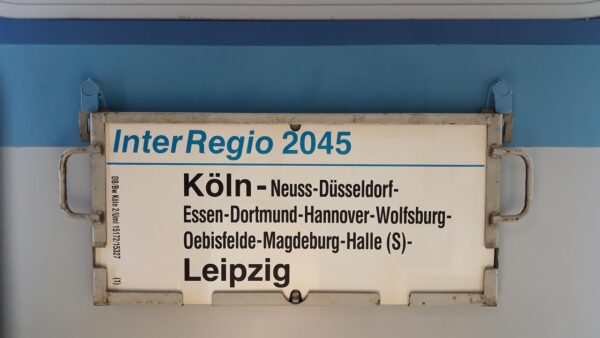 InterRegio 2045
Köln-Neuss-Düsseldorf-
Essen-Dortmund-Hannover-Wolfsburg-
Oebisfelde-Magdeburg-Halle (S)-
Leipzig